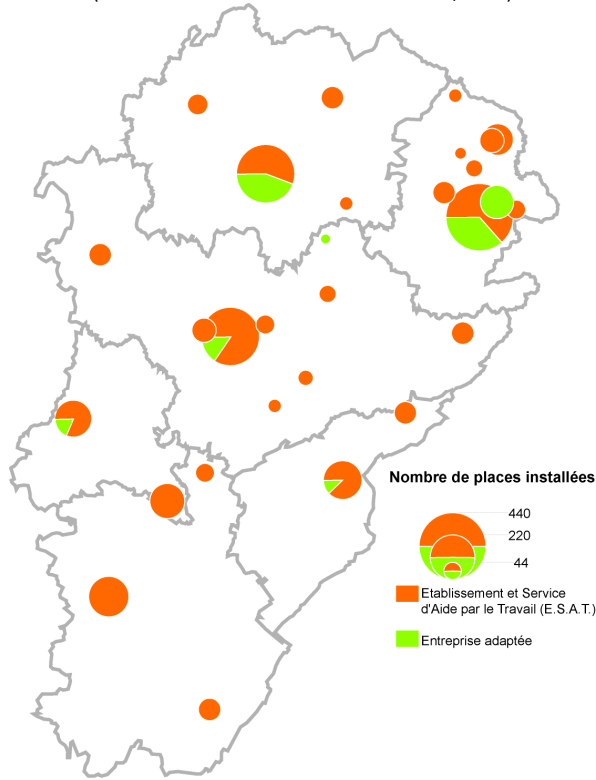 Nombre de places installées
440
220
44
Etablissement et Service
d'Aide par le Travail (E.S.A.T.)
Entreprise adaptée